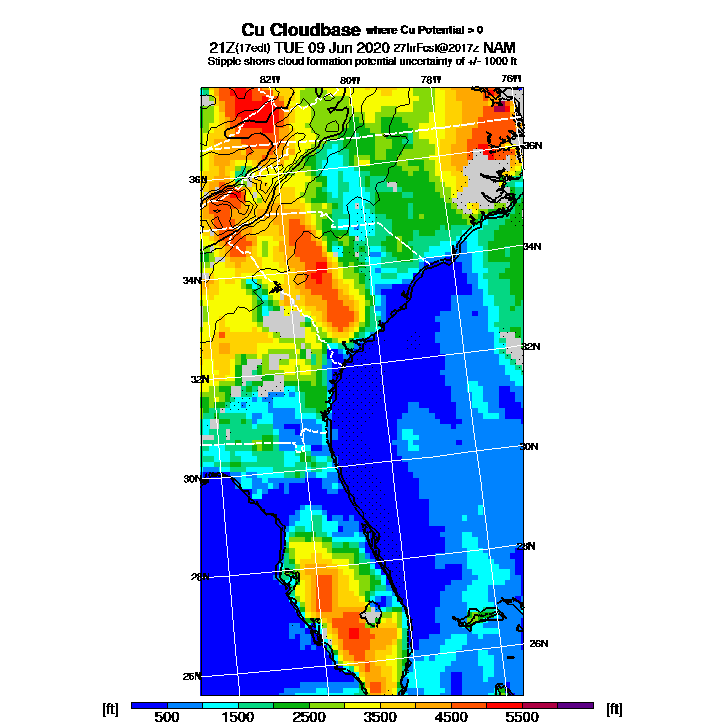 Cu Cloudbase where Cu Potential > 0
21Z(17edt) TUE 09 Jun 2020 27hrFcst@2017z NAM
Stipple shows cloud formation potential uncertainty of +/- 1000 ft
82W 80W 78W 76W
36N
36N
34N
34N
32N
32N
30N
30N
28N
28N
26N
26N
[ft] 500 1500 2500 3500 4500 5500 [ft]